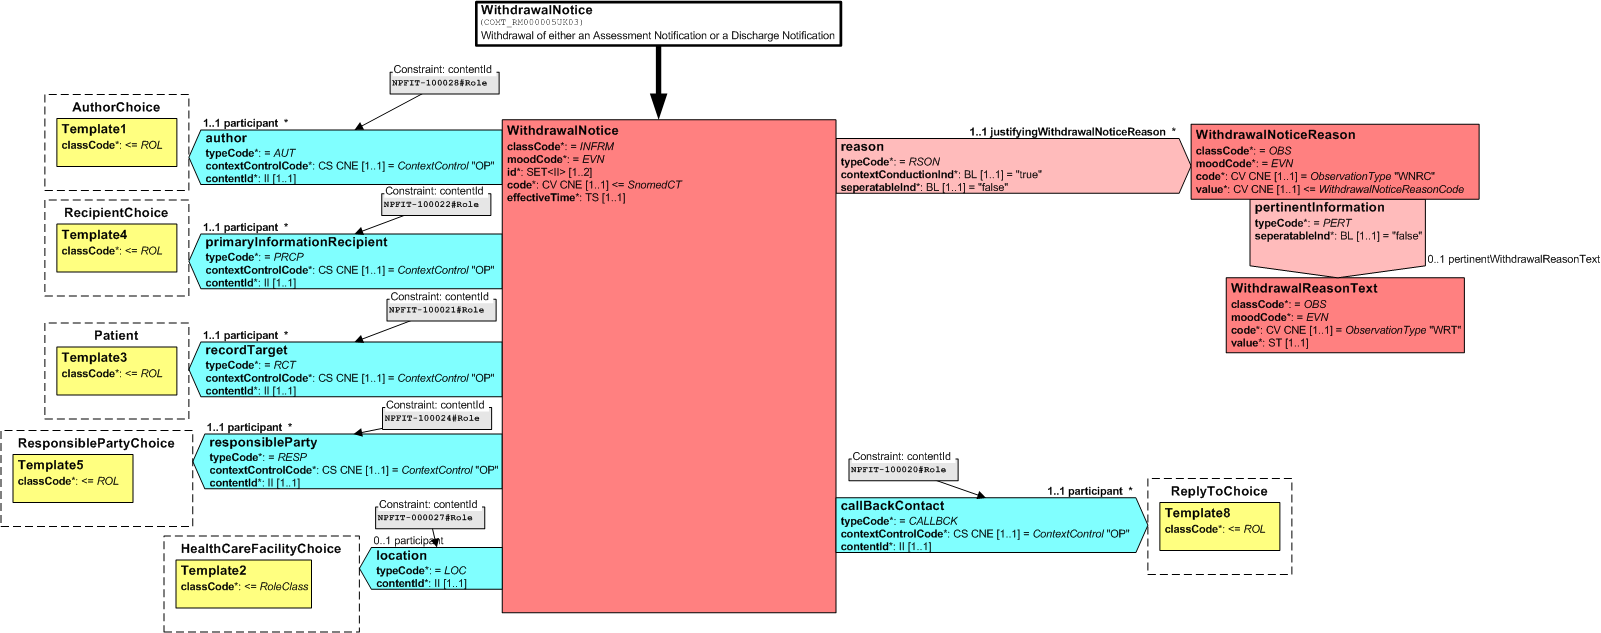 WithdrawalNotice
(COMT_RM000005UK03)
Withdrawal of either an Assessment Notification or a Discharge Notification
Constraint: contentId
NPFIT-100028#Role
AuthorChoice
Template1
classCode*: <= ROL
1..1 participant *
author
typeCode*: = AUT
contextControlCode*: CS CNE [1..1] = ContextControl "OP"
contentId*: II [1..1]
Constraint: contentId
NPFIT-100022#Role
RecipientChoice
Template4
classCode*: <= ROL
1..1 participant *
primaryInformationRecipient
typeCode*: = PRCP
contextControlCode*: CS CNE [1..1] = ContextControl "OP"
contentId*: II [1..1]
Constraint: contentId
NPFIT-100021#Role
Patient
Template3
classCode*: <= ROL
1..1 participant *
recordTarget
typeCode*: = RCT
contextControlCode*: CS CNE [1..1] = ContextControl "OP"
contentId*: II [1..1]
Constraint: contentId
NPFIT-100024#Role
ResponsiblePartyChoice
Template5
classCode*: <= ROL
1..1 participant *
responsibleParty
typeCode*: = RESP
contextControlCode*: CS CNE [1..1] = ContextControl "OP"
contentId*: II [1..1]
Constraint: contentId
NPFIT-000027#Role
HealthCareFacilityChoice
Template2
classCode*: <= RoleClass
0..1 participant
location
typeCode*: = LOC
contentId*: II [1..1]
WithdrawalNotice
classCode*: = INFRM
moodCode*: = EVN
id*: SET<II> [1..2]
code*: CV CNE [1..1] <= SnomedCT
effectiveTime*: TS [1..1]
1..1 justifyingWithdrawalNoticeReason *
reason
typeCode*: = RSON
contextConductionInd*: BL [1..1] = "true"
seperatableInd*: BL [1..1] = "false"
WithdrawalNoticeReason
classCode*: = OBS
moodCode*: = EVN
code*: CV CNE [1..1] = ObservationType "WNRC"
value*: CV CNE [1..1] <= WithdrawalNoticeReasonCode
pertinentInformation
typeCode*: = PERT
seperatableInd*: BL [1..1] = "false"
0..1 pertinentWithdrawalReasonText
WithdrawalReasonText
classCode*: = OBS
moodCode*: = EVN
code*: CV CNE [1..1] = ObservationType "WRT"
value*: ST [1..1]
Constraint: contentId
NPFIT-100020#Role
1..1 participant *
callBackContact
typeCode*: = CALLBCK
contextControlCode*: CS CNE [1..1] = ContextControl "OP"
contentId*: II [1..1]
ReplyToChoice
Template8
classCode*: <= ROL